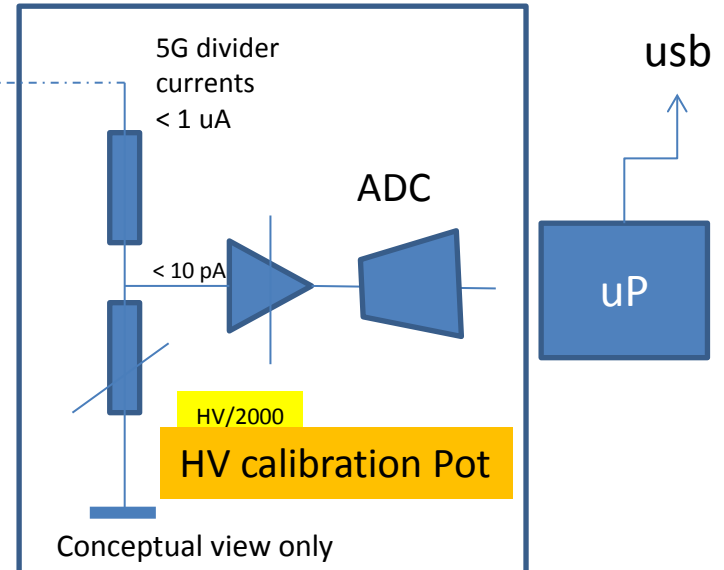 5G divider
currents
< 1 uA
usb
ADC
< 10 pA
uP
HV/2000
HV calibration Pot
Conceptual view only